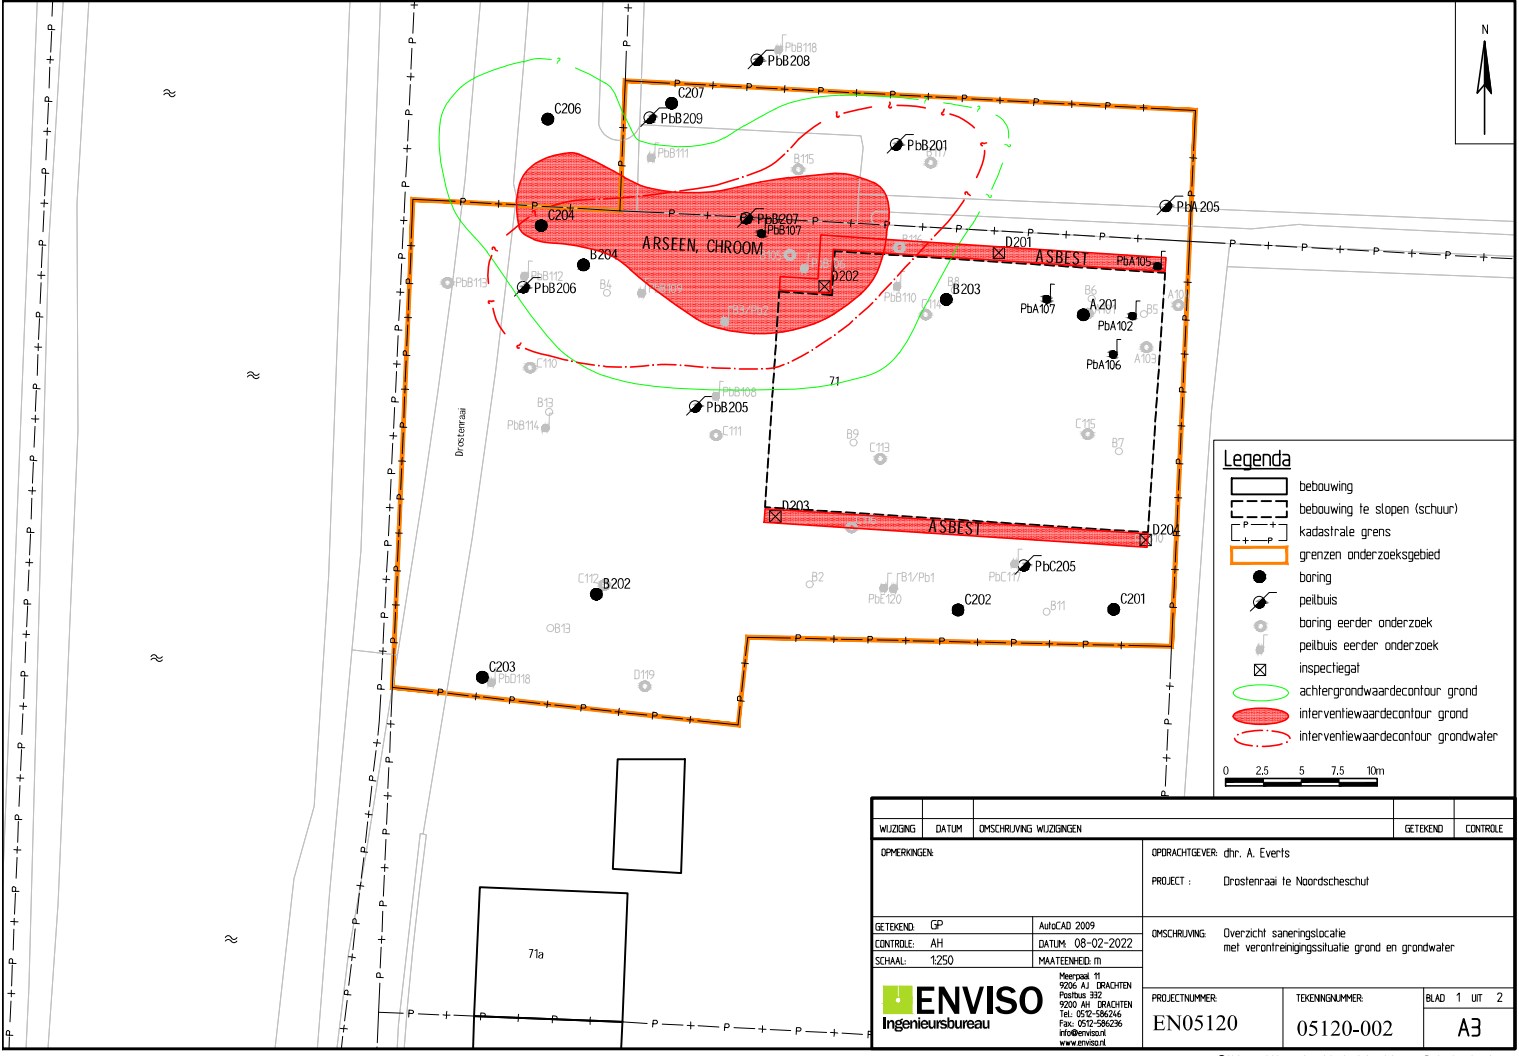 N
PbB118
PbB208
C207
C206
PbB209
PbB201
B117
PbB111
B115
PbA205
C204
PbB207
PbB107
ARSEEN, CHROOM
B116
D201
ASBEST
PbA105
B204
PbB112
PbB113
PbB206
B4
D202
PbB110
B8
B203
C114
PbA107
B6
A201
PbA102
B5
A103
PbA106
C110
71
PbB108
PbB205
B13
PbB114
C111
B9
C113
C115
B7
Drostenraai
D203
ASBEST
D204
C112
B202
B2
B1/Pb1
PbE120
PbC117
PbC205
C202
B11
C201
B13
C203
PbD118
D119
71a
Legenda
bebouwing
bebouwing te slopen (schuur)
kadastrale grens
grenzen onderzoeksgebied
boring
peilbuis
boring eerder onderzoek
peilbuis eerder onderzoek
inspectiegat
achtergrondwaardecontour grond
interventiewaardecontour grond
interventiewaardecontour grondwater
0 2.5 5 7.5 10m
WIJZIGING DATUM OMSCHRIJVING WIJZIGINGEN GETEKEND CONTROLE
OPMERKINGEN:
OPDRACHTGEVER: dhr. A. Everts
PROJECT : Drostenraai te Noordscheschut
GETEKEND: GP AutoCAD 2009
CONTROLE: AH DATUM: 08-02-2022
SCHAAL: 1:250 MAATEENHEID: m
OMSCHRIJVING: Overzicht saneringslocatie
met verontreinigingssituatie grond en grondwater
ENVISO
Ingenieursbureau
Meerpaal 11
9206 AJ DRACHTEN
Postbus 332
9200 AH DRACHTEN
Tel.: 0512-586246
Fax.: 0512-586236
info@enviso.nl
www.enviso.nl
PROJECTNUMMER: TEKENINGNUMMER: BLAD 1 UIT 2
EN05120 05120-002 A3